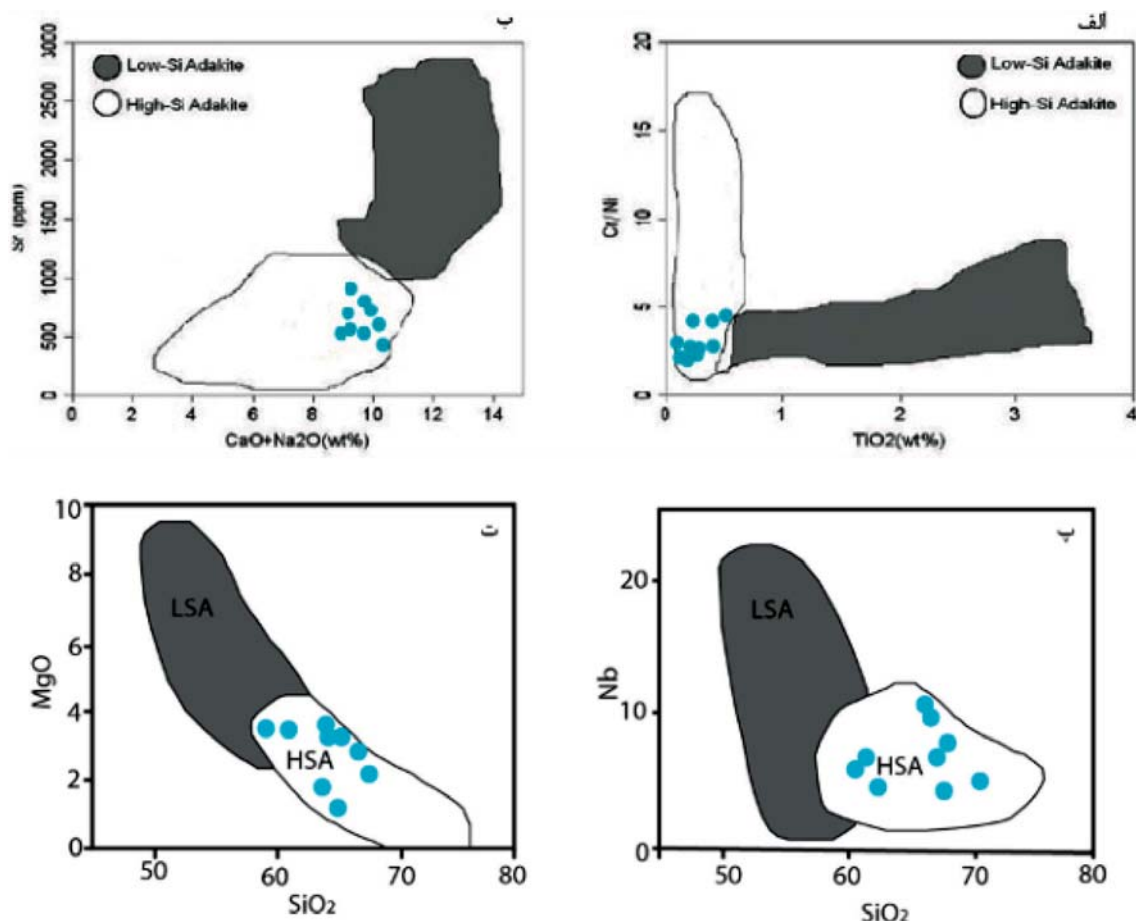 ب
3000
2500
2000
1500
1000
500
0
Sr (ppm)
Low-Si Adakite
High-Si Adakite
0 2 4 6 8 10 12 14
CaO+Na2O(wt%)
الف
20
15
10
5
0
Cr/Ni
Low-Si Adakite
High-Si Adakite
0 1 2 3 4
TiO2(wt%)
10
8
6
4
2
0
MgO
LSA
HSA
50 60 70 80
SiO2
20
10
0
Nb
LSA
HSA
50 60 70 80
SiO2